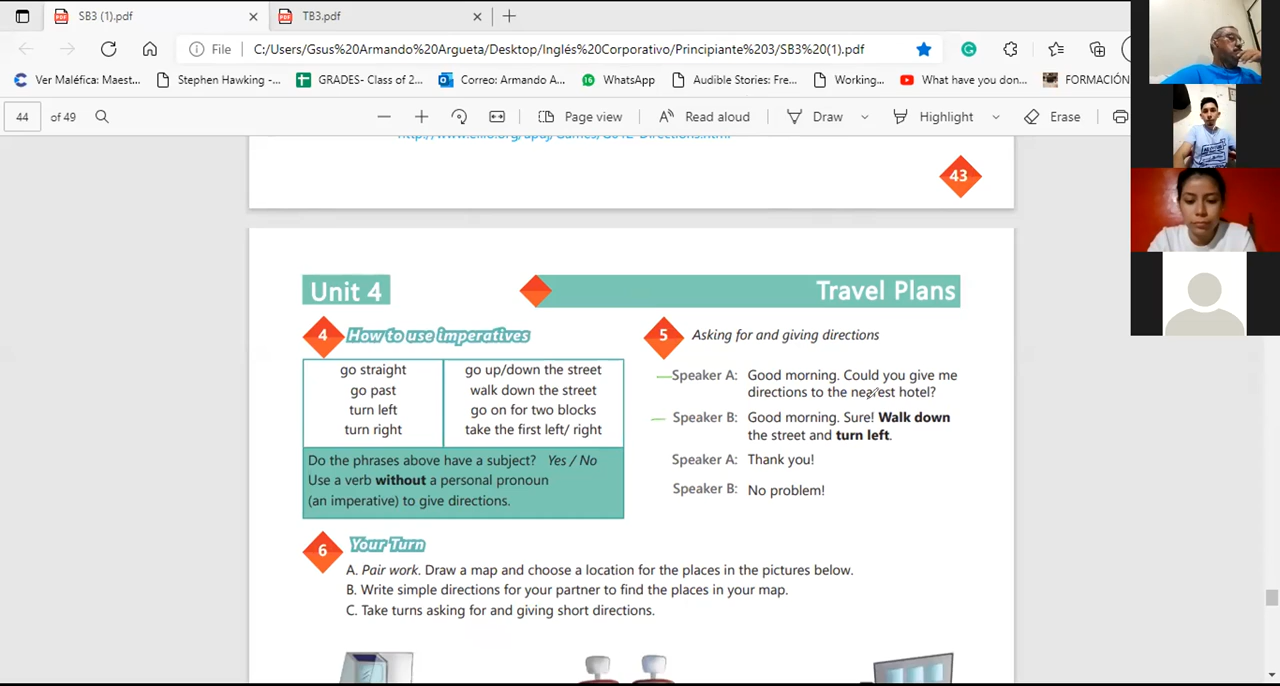 SB3 (1).pdf
TB3.pdf
File
C:/Users/Gsus%20Armando%20Argueta/Desktop/Inglés%20Corporativo/Principiante%203/SB3%20(1).pdf
Ver Maléfica: Maest...
Stephen Hawking -...
GRADES- Class of 2...
Correo: Armando A...
WhatsApp
Audible Stories: Fre...
Working...
What have you don...
FORMACIÓN
44 of 49
Page view
Read aloud
Draw
Highlight
Erase
43
Unit 4
Travel Plans
4 How to use imperatives
go straight
go past
turn left
turn right
go up/down the street
walk down the street
go on for two blocks
take the first left/ right
Do the phrases above have a subject? Yes / No
Use a verb without a personal pronoun
(an imperative) to give directions.
5 Asking for and giving directions
Speaker A: Good morning. Could you give me
directions to the nearest hotel?
Speaker B: Good morning. Sure! Walk down
the street and turn left.
Speaker A: Thank you!
Speaker B: No problem!
6 Your Turn
A. Pair work. Draw a map and choose a location for the places in the pictures below.
B. Write simple directions for your partner to find the places in your map.
C. Take turns asking for and giving short directions.